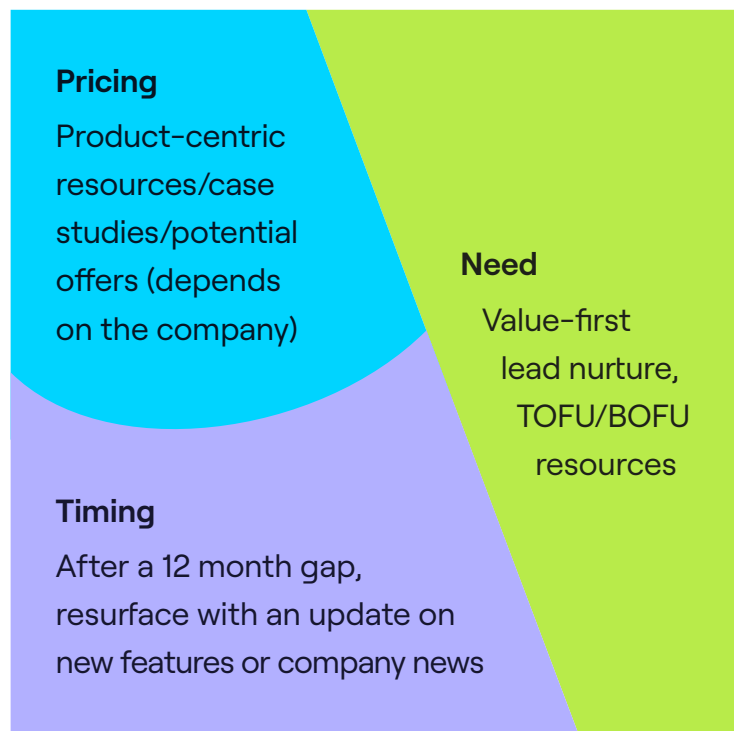 Pricing
Product-centric
resources/case
studies/potential
offers (depends
on the company)
Need
Value-first
lead nurture,
TOFU/BOFU
resources
Timing
After a 12 month gap,
resurface with an update on
new features or company news